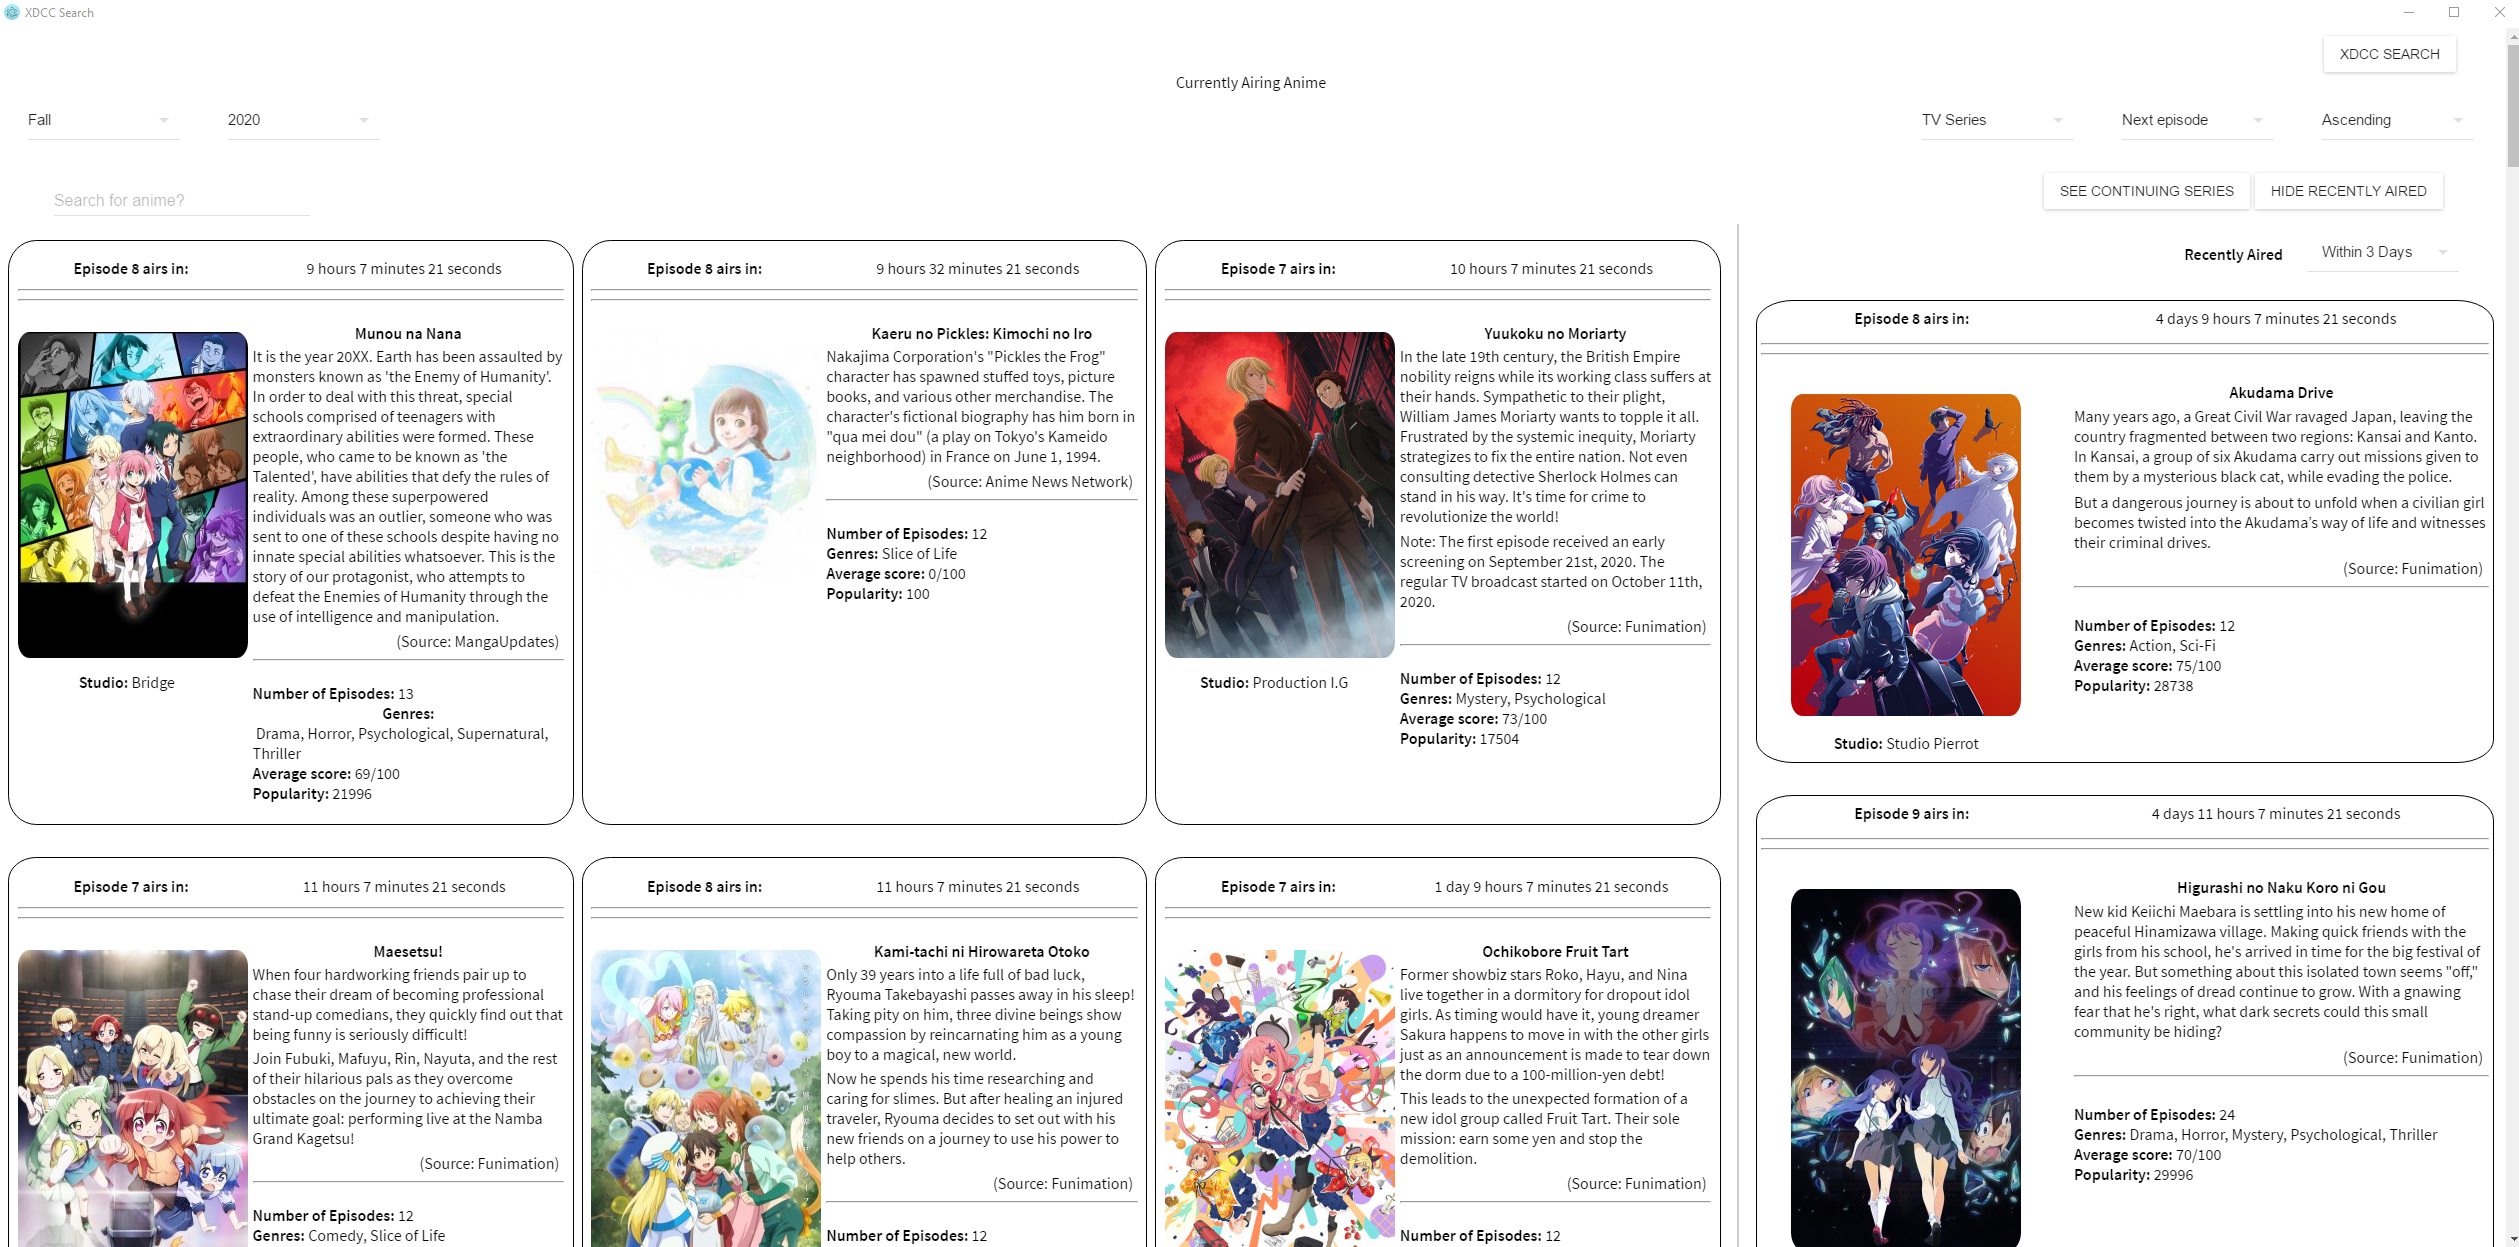 XDCC Search
XDCC SEARCH
Currently Airing Anime
Fall
2020
TV Series
Next episode
Ascending
Search for anime?
SEE CONTINUING SERIES
HIDE RECENTLY AIRED
Episode 8 airs in:
9 hours 7 minutes 21 seconds
Munou na Nana
It is the year 20XX. Earth has been assaulted by
monsters known as 'the Enemy of Humanity'.
In order to deal with this threat, special
schools comprised of teenagers with
extraordinary abilities were formed. These
people, who came to be known as 'the
Talented', have abilities that defy the rules of
reality. Among these superpowered
individuals was an outlier, someone who was
sent to one of these schools despite having no
innate special abilities whatsoever. This is the
story of our protagonist, who attempts to
defeat the Enemies of Humanity through the
use of intelligence and manipulation.
(Source: MangaUpdates)
Studio: Bridge
Number of Episodes: 13
Genres:
Drama, Horror, Psychological, Supernatural,
Thriller
Average score: 69/100
Popularity: 21996
Episode 8 airs in:
9 hours 32 minutes 21 seconds
Kaeru no Pickles: Kimochi no Iro
Nakajima Corporation's "Pickles the Frog"
character has spawned stuffed toys, picture
books, and various other merchandise. The
character's fictional biography has him born in
"qua mei dou" (a play on Tokyo's Kameido
neighborhood) in France on June 1, 1994.
(Source: Anime News Network)
Number of Episodes: 12
Genres: Slice of Life
Average score: 0/100
Popularity: 100
Episode 7 airs in:
10 hours 7 minutes 21 seconds
Yuukoku no Moriarty
In the late 19th century, the British Empire
nobility reigns while its working class suffers at
their hands. Sympathetic to their plight,
William James Moriarty wants to topple it all.
Frustrated by the systemic inequity, Moriarty
strategizes to fix the entire nation. Not even
consulting detective Sherlock Holmes can
stand in his way. It's time for crime to
revolutionize the world!
Note: The first episode received an early
screening on September 21st, 2020. The
regular TV broadcast started on October 11th,
2020.
(Source: Funimation)
Studio: Production I.G
Number of Episodes: 12
Genres: Mystery, Psychological
Average score: 73/100
Popularity: 17504
Recently Aired
Within 3 Days
Episode 8 airs in:
4 days 9 hours 7 minutes 21 seconds
Akudama Drive
Many years ago, a Great Civil War ravaged Japan, leaving the
country fragmented between two regions: Kansai and Kanto.
In Kansai, a group of six Akudama carry out missions given to
them by a mysterious black cat, while evading the police.
But a dangerous journey is about to unfold when a civilian girl
becomes twisted into the Akudama's way of life and witnesses
their criminal drives.
(Source: Funimation)
Number of Episodes: 12
Genres: Action, Sci-Fi
Average score: 75/100
Popularity: 28738
Studio: Studio Pierrot
Episode 7 airs in:
11 hours 7 minutes 21 seconds
Maesetsu!
When four hardworking friends pair up to
chase their dream of becoming professional
stand-up comedians, they quickly find out that
being funny is seriously difficult!
Join Fubuki, Mafuyu, Rin, Nayuta, and the rest
of their hilarious pals as they overcome
obstacles on the journey to achieving their
ultimate goal: performing live at the Namba
Grand Kagetsu!
(Source: Funimation)
Number of Episodes: 12
Genres: Comedy, Slice of Life
Episode 8 airs in:
11 hours 7 minutes 21 seconds
Kami-tachi ni Hirowareta Otoko
Only 39 years into a life full of bad luck,
Ryouma Takebayashi passes away in his sleep!
Taking pity on him, three divine beings show
compassion by reincarnating him as a young
boy to a magical, new world.
Now he spends his time researching and
caring for slimes. But after healing an injured
traveler, Ryouma decides to set out with his
new friends on a journey to use his power to
help others.
(Source: Funimation)
Number of Episodes: 12
Episode 7 airs in:
1 day 9 hours 7 minutes 21 seconds
Ochikobore Fruit Tart
Former showbiz stars Roko, Hayu, and Nina
live together in a dormitory for dropout idol
girls. As timing would have it, young dreamer
Sakura happens to move in with the other girls
just as an announcement is made to tear down
the dorm due to a 100-million-yen debt!
This leads to the unexpected formation of a
new idol group called Fruit Tart. Their sole
mission: earn some yen and stop the
demolition.
(Source: Funimation)
Number of Episodes: 12
Episode 9 airs in:
4 days 11 hours 7 minutes 21 seconds
Higurashi no Naku Koro ni Gou
New kid Keiichi Maebara is settling into his new home of
peaceful Hinamizawa village. Making quick friends with the
girls from his school, he's arrived in time for the big festival of
the year. But something about this isolated town seems "off,"
and his feelings of dread continue to grow. With a gnawing
fear that he's right, what dark secrets could this small
community be hiding?
(Source: Funimation)
Number of Episodes: 24
Genres: Drama, Horror, Mystery, Psychological, Thriller
Average score: 70/100
Popularity: 29996